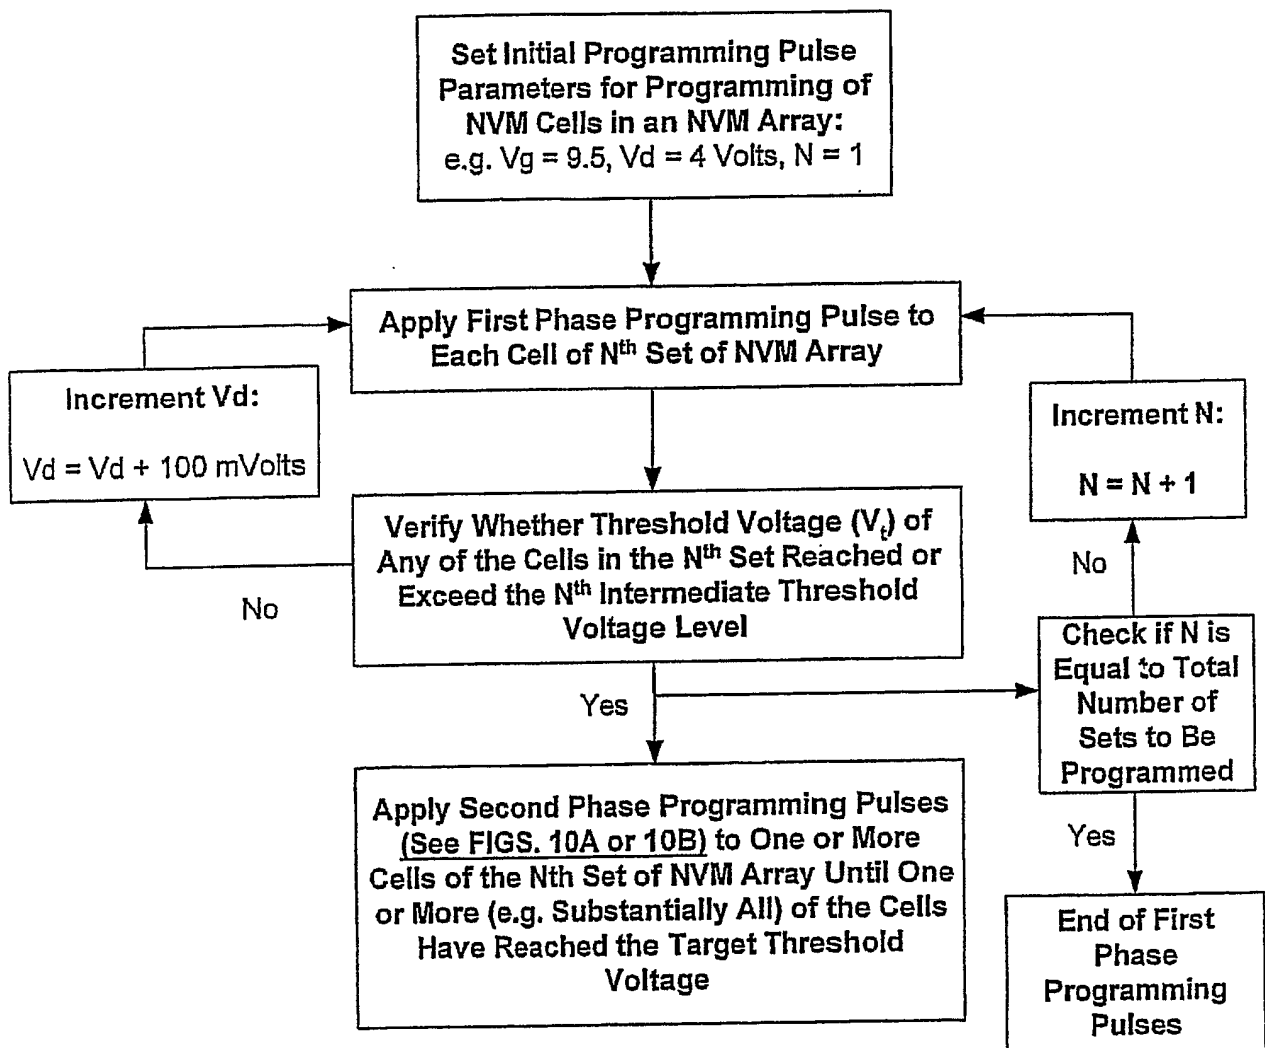 Set Initial Programming Pulse
Parameters for Programming of
NVM Cells in an NVM Array:
e.g. Vg = 9.5, Vd = 4 Volts, N = 1
Apply First Phase Programming Pulse to
Each Cell of Nth Set of NVM Array
Increment Vd:
Vd = Vd + 100 mVolts
Increment N:
N = N + 1
Verify Whether Threshold Voltage (Vt) of
Any of the Cells in the Nth Set Reached or
Exceed the Nth Intermediate Threshold
Voltage Level
No
No
Yes
Check if N is
Equal to Total
Number of
Sets to Be
Programmed
Apply Second Phase Programming Pulses
(See FIGS. 10A or 10B) to One or More
Cells of the Nth Set of NVM Array Until One
or More (e.g. Substantially All) of the Cells
Have Reached the Target Threshold
Voltage
Yes
End of First
Phase
Programming
Pulses